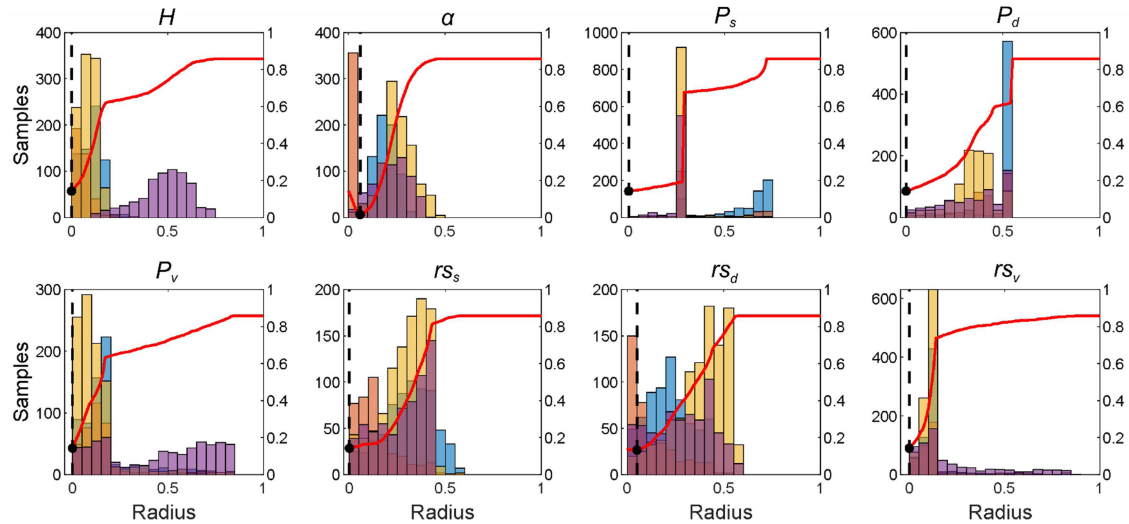 H α P_s P_d
400 1 400 1 1000 1 600 1
0.8 0.8 800 0.8 500 0.8
300 300 400
0.6 0.6 600 0.6 0.6
Samples 200 200 300
0.4 0.4 400 0.4 0.4
200
100 0.2 100 0.2 200 0.2 100 0.2
0 0 0 0 0 0 0 0
0 0.5 1 0 0.5 1 0 0.5 1 0 0.5 1
P_v rs_s rs_d rs_v
300 1 200 1 200 1 1
600
250 0.8 0.8 0.8 0.8
150 150
200 0.6 0.6 0.6 400 0.6
Samples 150 100 100
0.4 0.4 0.4 0.4
100 200
50 50
50 0.2 0.2 0.2 0.2
0 0 0 0 0 0 0 0
0 0.5 1 0 0.5 1 0 0.5 1 0 0.5 1
Radius Radius Radius Radius